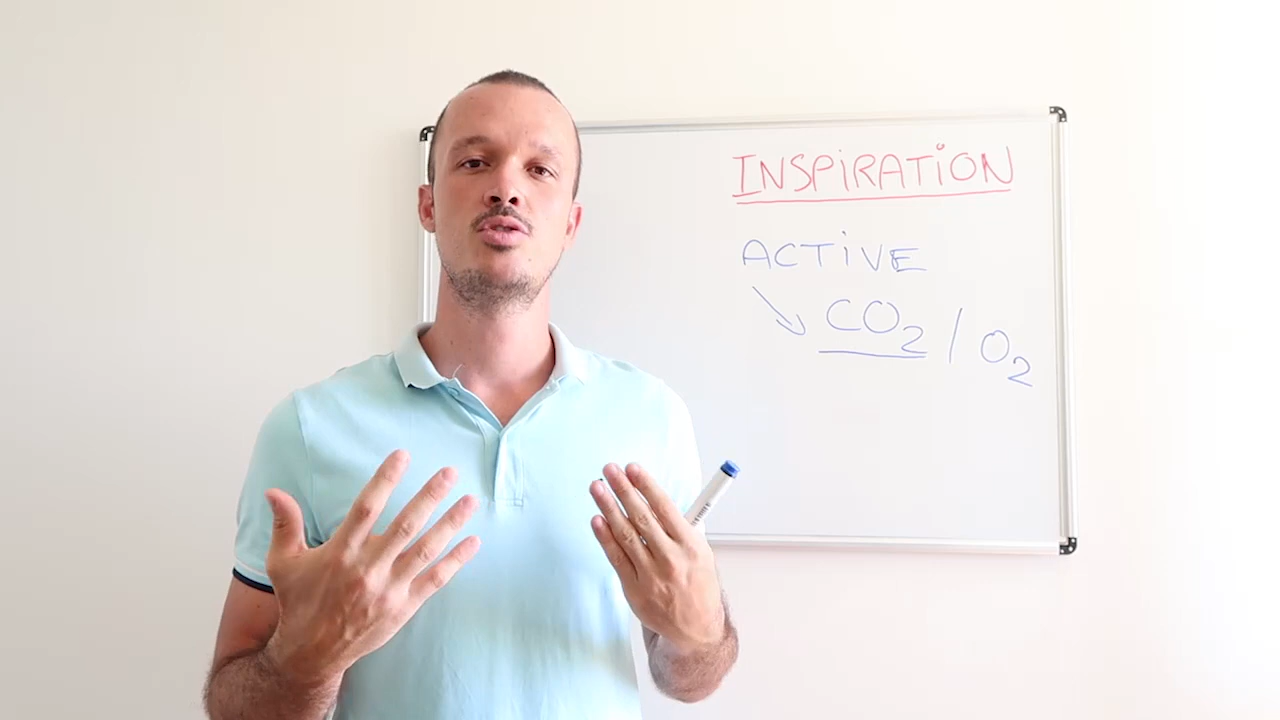 INSPiRATiON
ACTiVE
↘ CO₂ / O₂